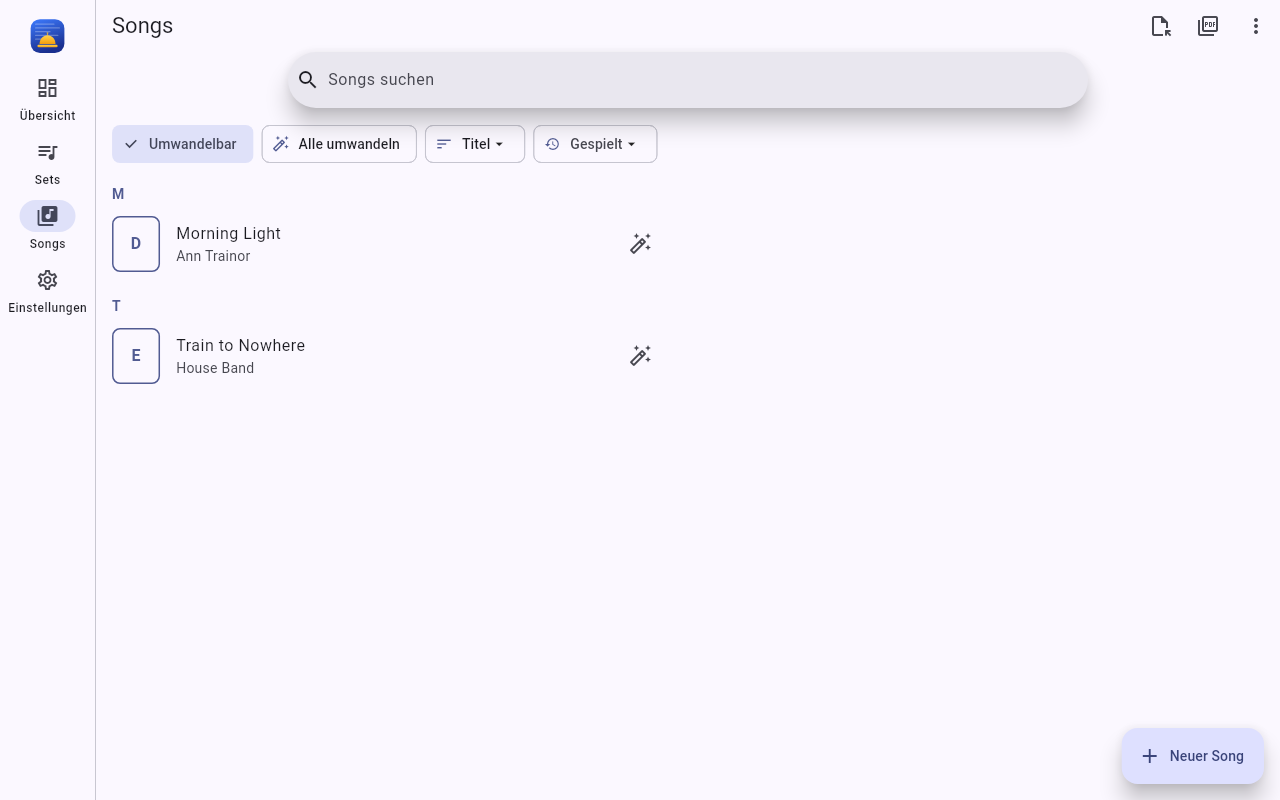 Songs
PDF
Songs suchen
Übersicht
Sets
Songs
Einstellungen
Umwandelbar
Alle umwandeln
Titel
Gespielt
M
D
Morning Light
Ann Trainor
T
E
Train to Nowhere
House Band
Neuer Song